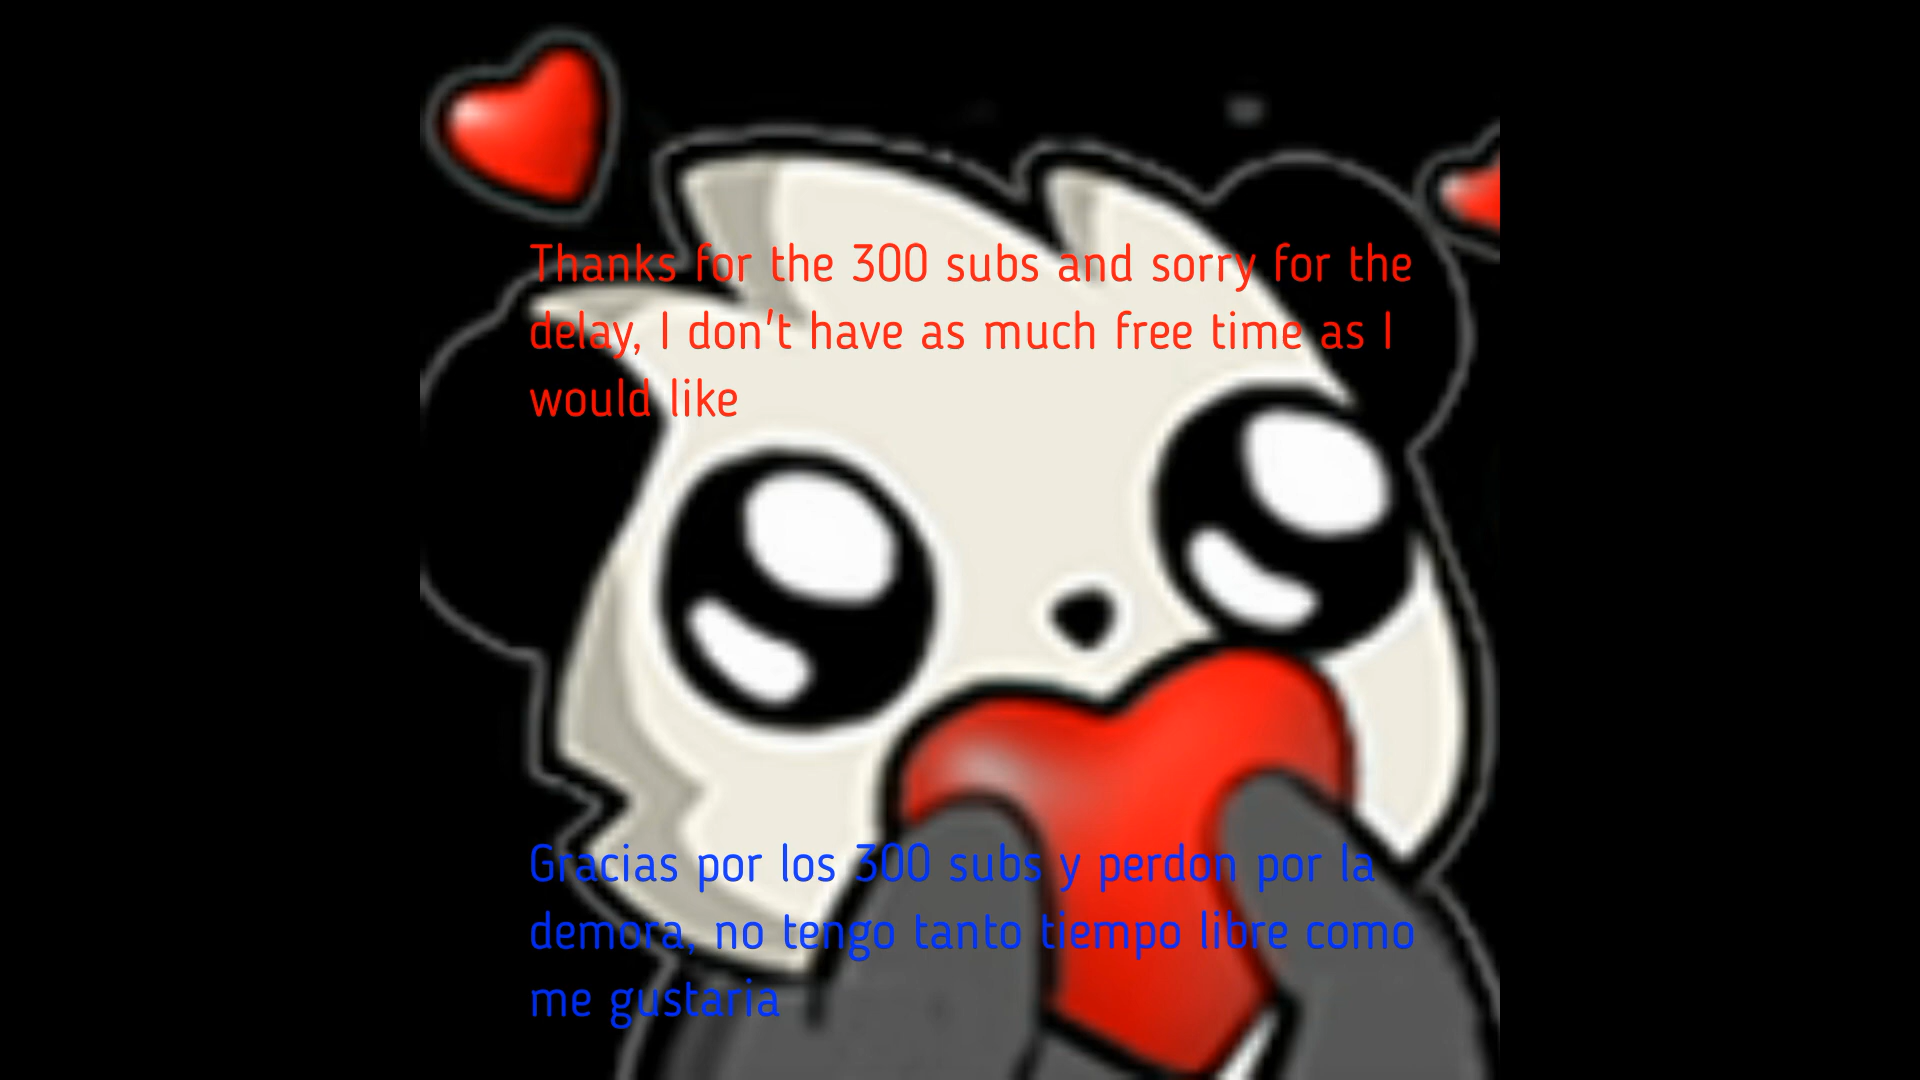 Thanks for the 300 subs and sorry for the
delay, I don't have as much free time as I
would like
Gracias por los 300 subs y perdon por la
demora, no tengo tanto tiempo libre como
me gustaria